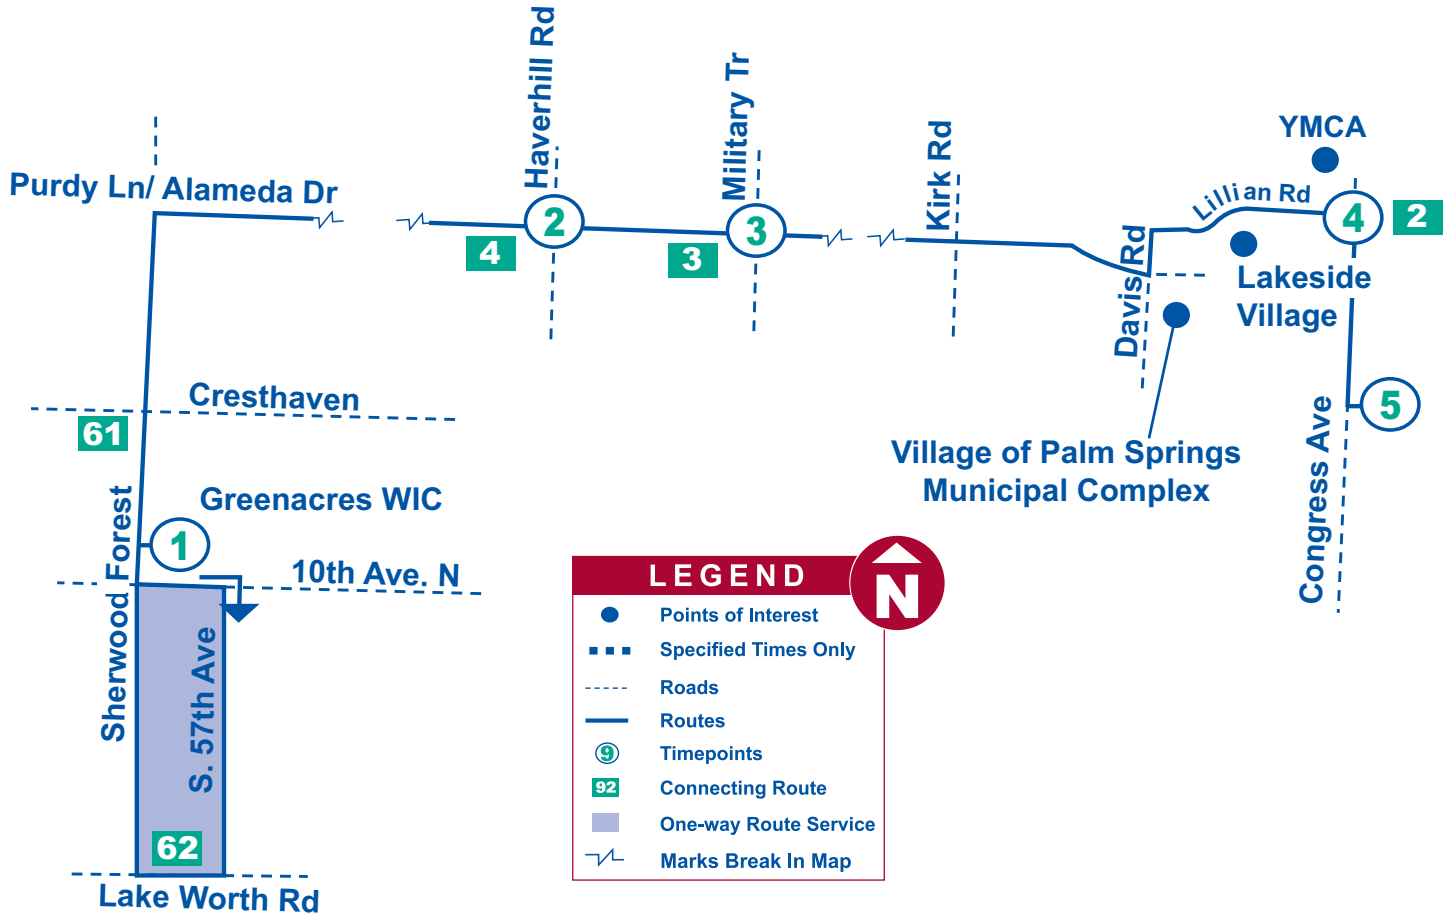 Haverhill Rd
Military Tr
YMCA
Kirk Rd
Purdy Ln/ Alameda Dr
Lillian Rd
2
3
4
2
4
3
Davis Rd
Lakeside
Village
Cresthaven
61
5
Congress Ave
Village of Palm Springs
Municipal Complex
Greenacres WIC
1
Sherwood Forest
10th Ave. N
S. 57th Ave
62
Lake Worth Rd
LEGEND
N
Points of Interest
Specified Times Only
Roads
Routes
9 Timepoints
92 Connecting Route
One-way Route Service
Marks Break In Map